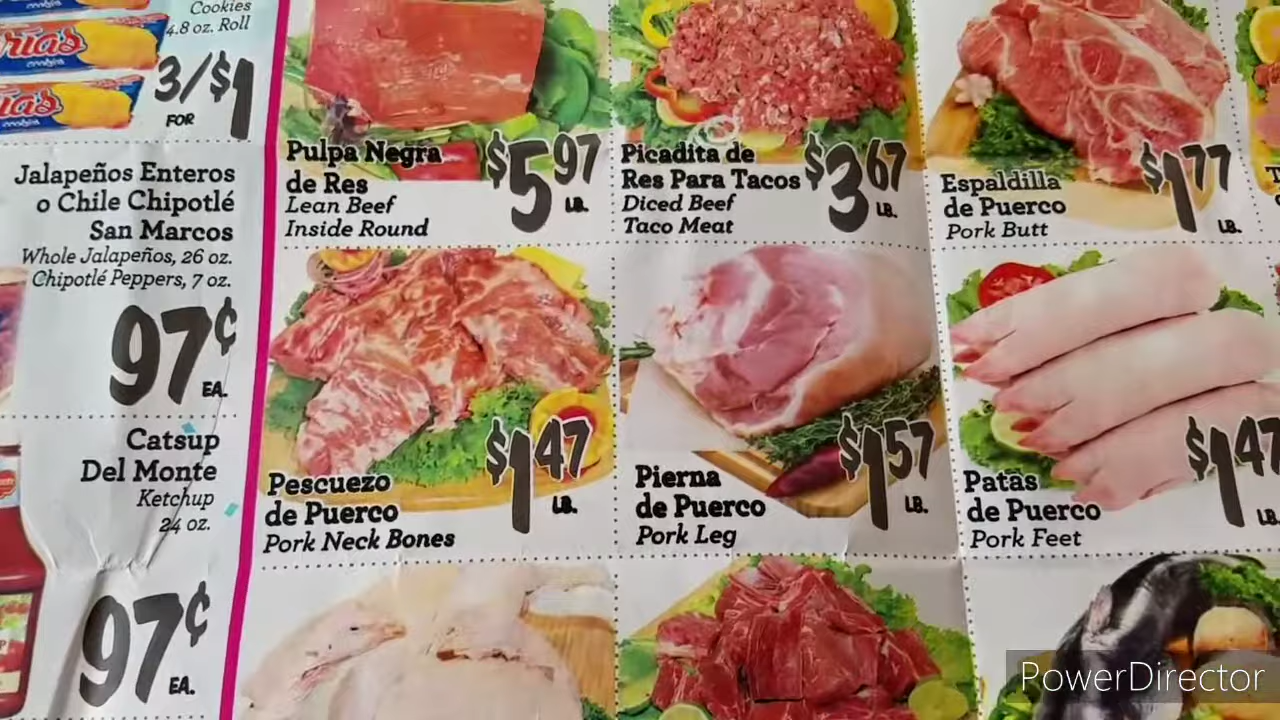 Cookies
4.8 oz. Roll
3/$1
FOR
Jalapeños Enteros
o Chile Chipotlé
San Marcos
Whole Jalapeños, 26 oz.
Chipotlé Peppers, 7 oz.
97¢
EA.
Catsup
Del Monte
Ketchup
24 oz.
97¢
EA.
Pulpa Negra
de Res
Lean Beef
Inside Round
$5.97
LB.
Picadita de
Res Para Tacos
Diced Beef
Taco Meat
$3.67
LB.
Espaldilla
de Puerco
Pork Butt
$1.77
LB.
Pescuezo
de Puerco
Pork Neck Bones
$1.47
LB.
Pierna
de Puerco
Pork Leg
$1.57
LB.
Patas
de Puerco
Pork Feet
$1.47
LB.
PowerDirector